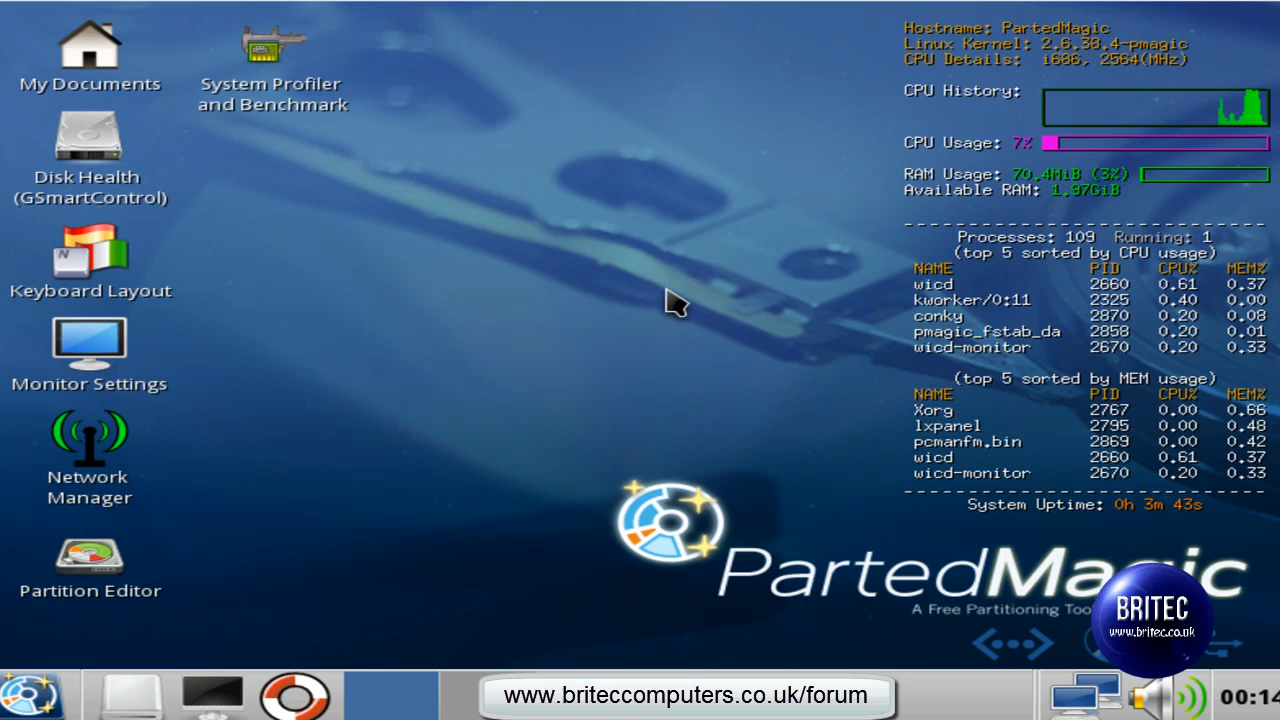 My Documents
Disk Health
(GSmartControl)
Keyboard Layout
Monitor Settings
Network
Manager
Partition Editor
System Profiler
and Benchmark
Hostname: PartedMagic
Linux Kernel: 2.6.38.4-pmagic
CPU Details: i686, 2564(MHz)
CPU History:
CPU Usage: 7%
RAM Usage: 70.4MiB (3%)
Available RAM: 1.97GiB
Processes: 109 Running: 1
(top 5 sorted by CPU usage)
NAME PID CPU% MEM%
wicd 2660 0.61 0.37
kworker/0:11 2325 0.40 0.00
conky 2870 0.20 0.08
pmagic_fstab_da 2858 0.20 0.01
wicd-monitor 2670 0.20 0.33
(top 5 sorted by MEM usage)
NAME PID CPU% MEM%
Xorg 2767 0.00 0.66
lxpanel 2795 0.00 0.48
pcmanfm.bin 2869 0.00 0.42
wicd 2660 0.61 0.37
wicd-monitor 2670 0.20 0.33
System Uptime: 0h 3m 43s
PartedMagic
A Free Partitioning Too
BRITEC
www.britec.co.uk
N
www.briteccomputers.co.uk/forum
00:14